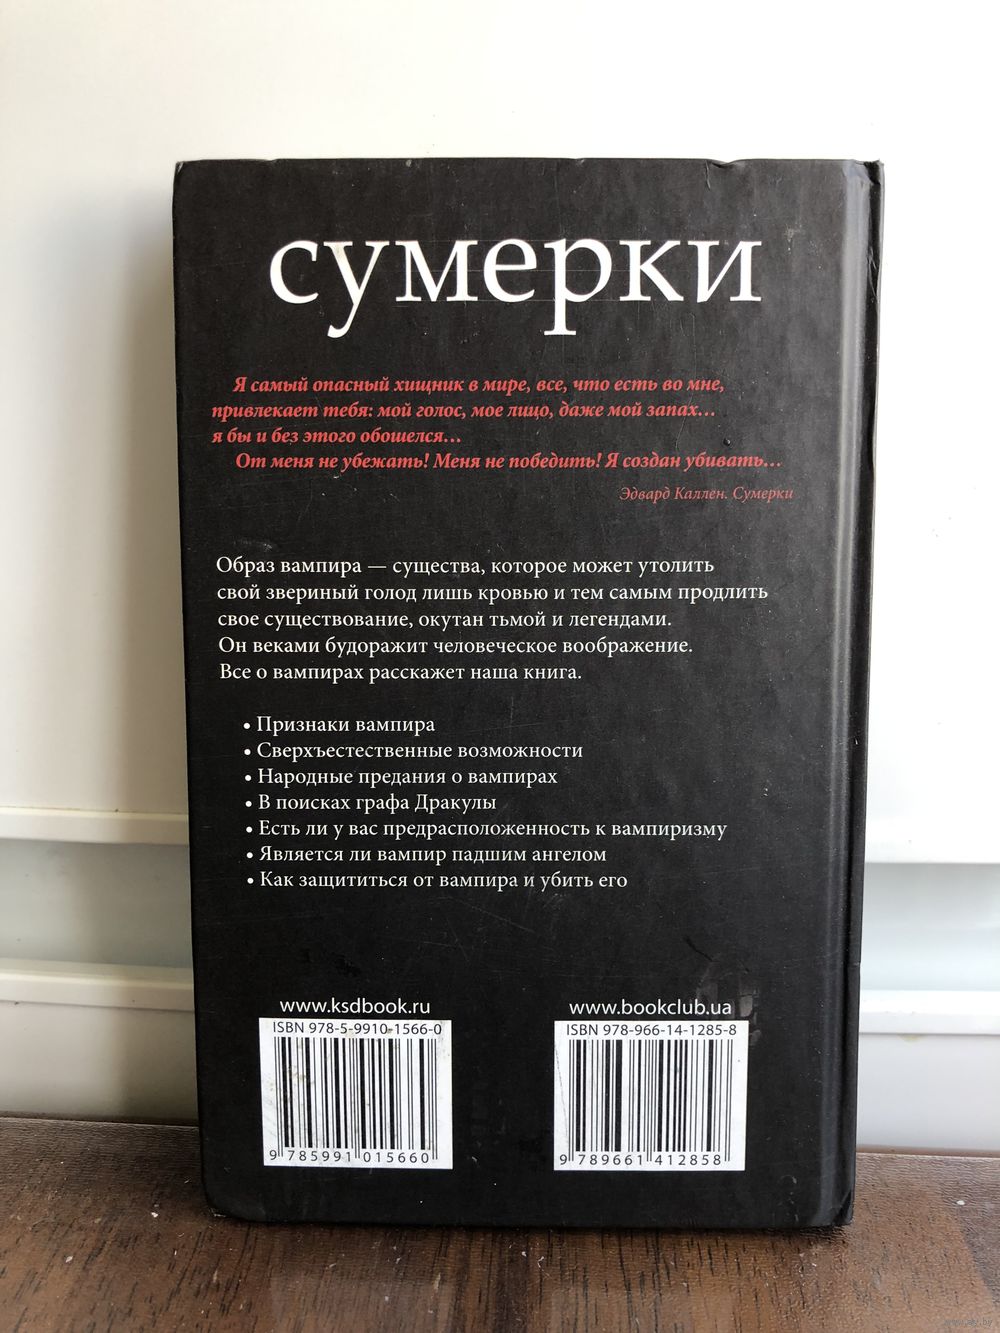 сумерки
Я самый опасный хищник в мире, все, что есть во мне,
привлекает тебя: мой голос, мое лицо, даже мой запах…
я бы и без этого обошелся…
От меня не убежать! Меня не победить! Я создан убивать…
Эдвард Каллен. Сумерки
Образ вампира — существа, которое может утолить
свой звериный голод лишь кровью и тем самым продлить
свое существование, окутан тьмой и легендами.
Он веками будоражит человеческое воображение.
Все о вампирах расскажет наша книга.
• Признаки вампира
• Сверхъестественные возможности
• Народные предания о вампирах
• В поисках графа Дракулы
• Есть ли у вас предрасположенность к вампиризму
• Является ли вампир падшим ангелом
• Как защититься от вампира и убить его
www.ksdbook.ru
ISBN 978-5-9910-1566-0
9 785991 015660
www.bookclub.ua
ISBN 978-966-14-1285-8
9 789661 412858